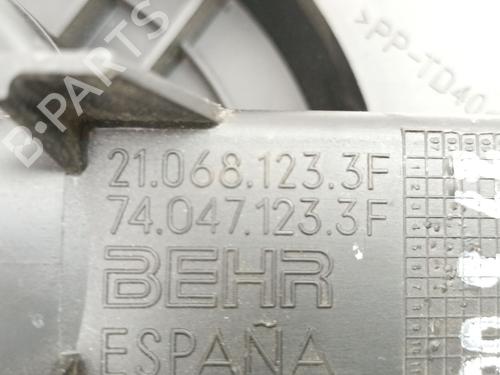 B-PARTS
>PP-TD40
21.068.123.3F
74.047.123.3F
BEHR
ESPAÑA